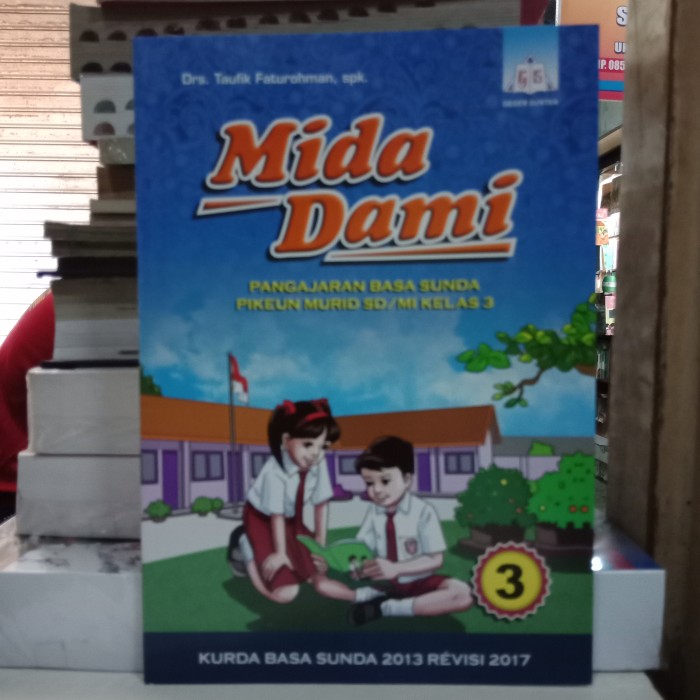 Drs. Taufik Faturohman, spk.
Mida
Dami
PANGAJARAN BASA SUNDA
PIKEUN MURID SD/MI KELAS 3
3
KURDA BASA SUNDA 2013 REVISI 2017